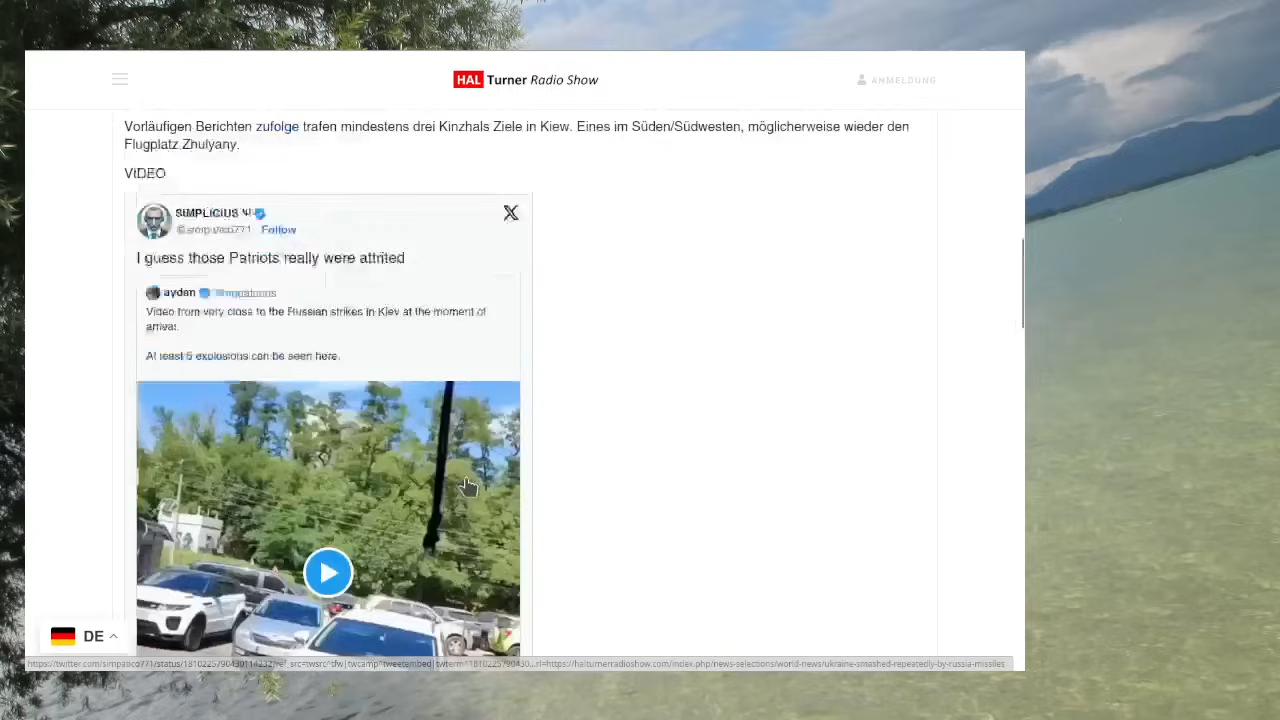 HAL Turner Radio Show
ANMELDUNG
Vorläufigen Berichten zufolge trafen mindestens drei Kinzhals Ziele in Kiew. Eines im Süden/Südwesten, möglicherweise wieder den
Flugplatz Zhulyany.
VIDEO
SIMPLICIUS
Follow
I guess those Patriots really were attrited
ayden
Video from very close to the Russian strikes in Kiev at the moment of
arrival.
At least 5 explosions can be seen here.
DE